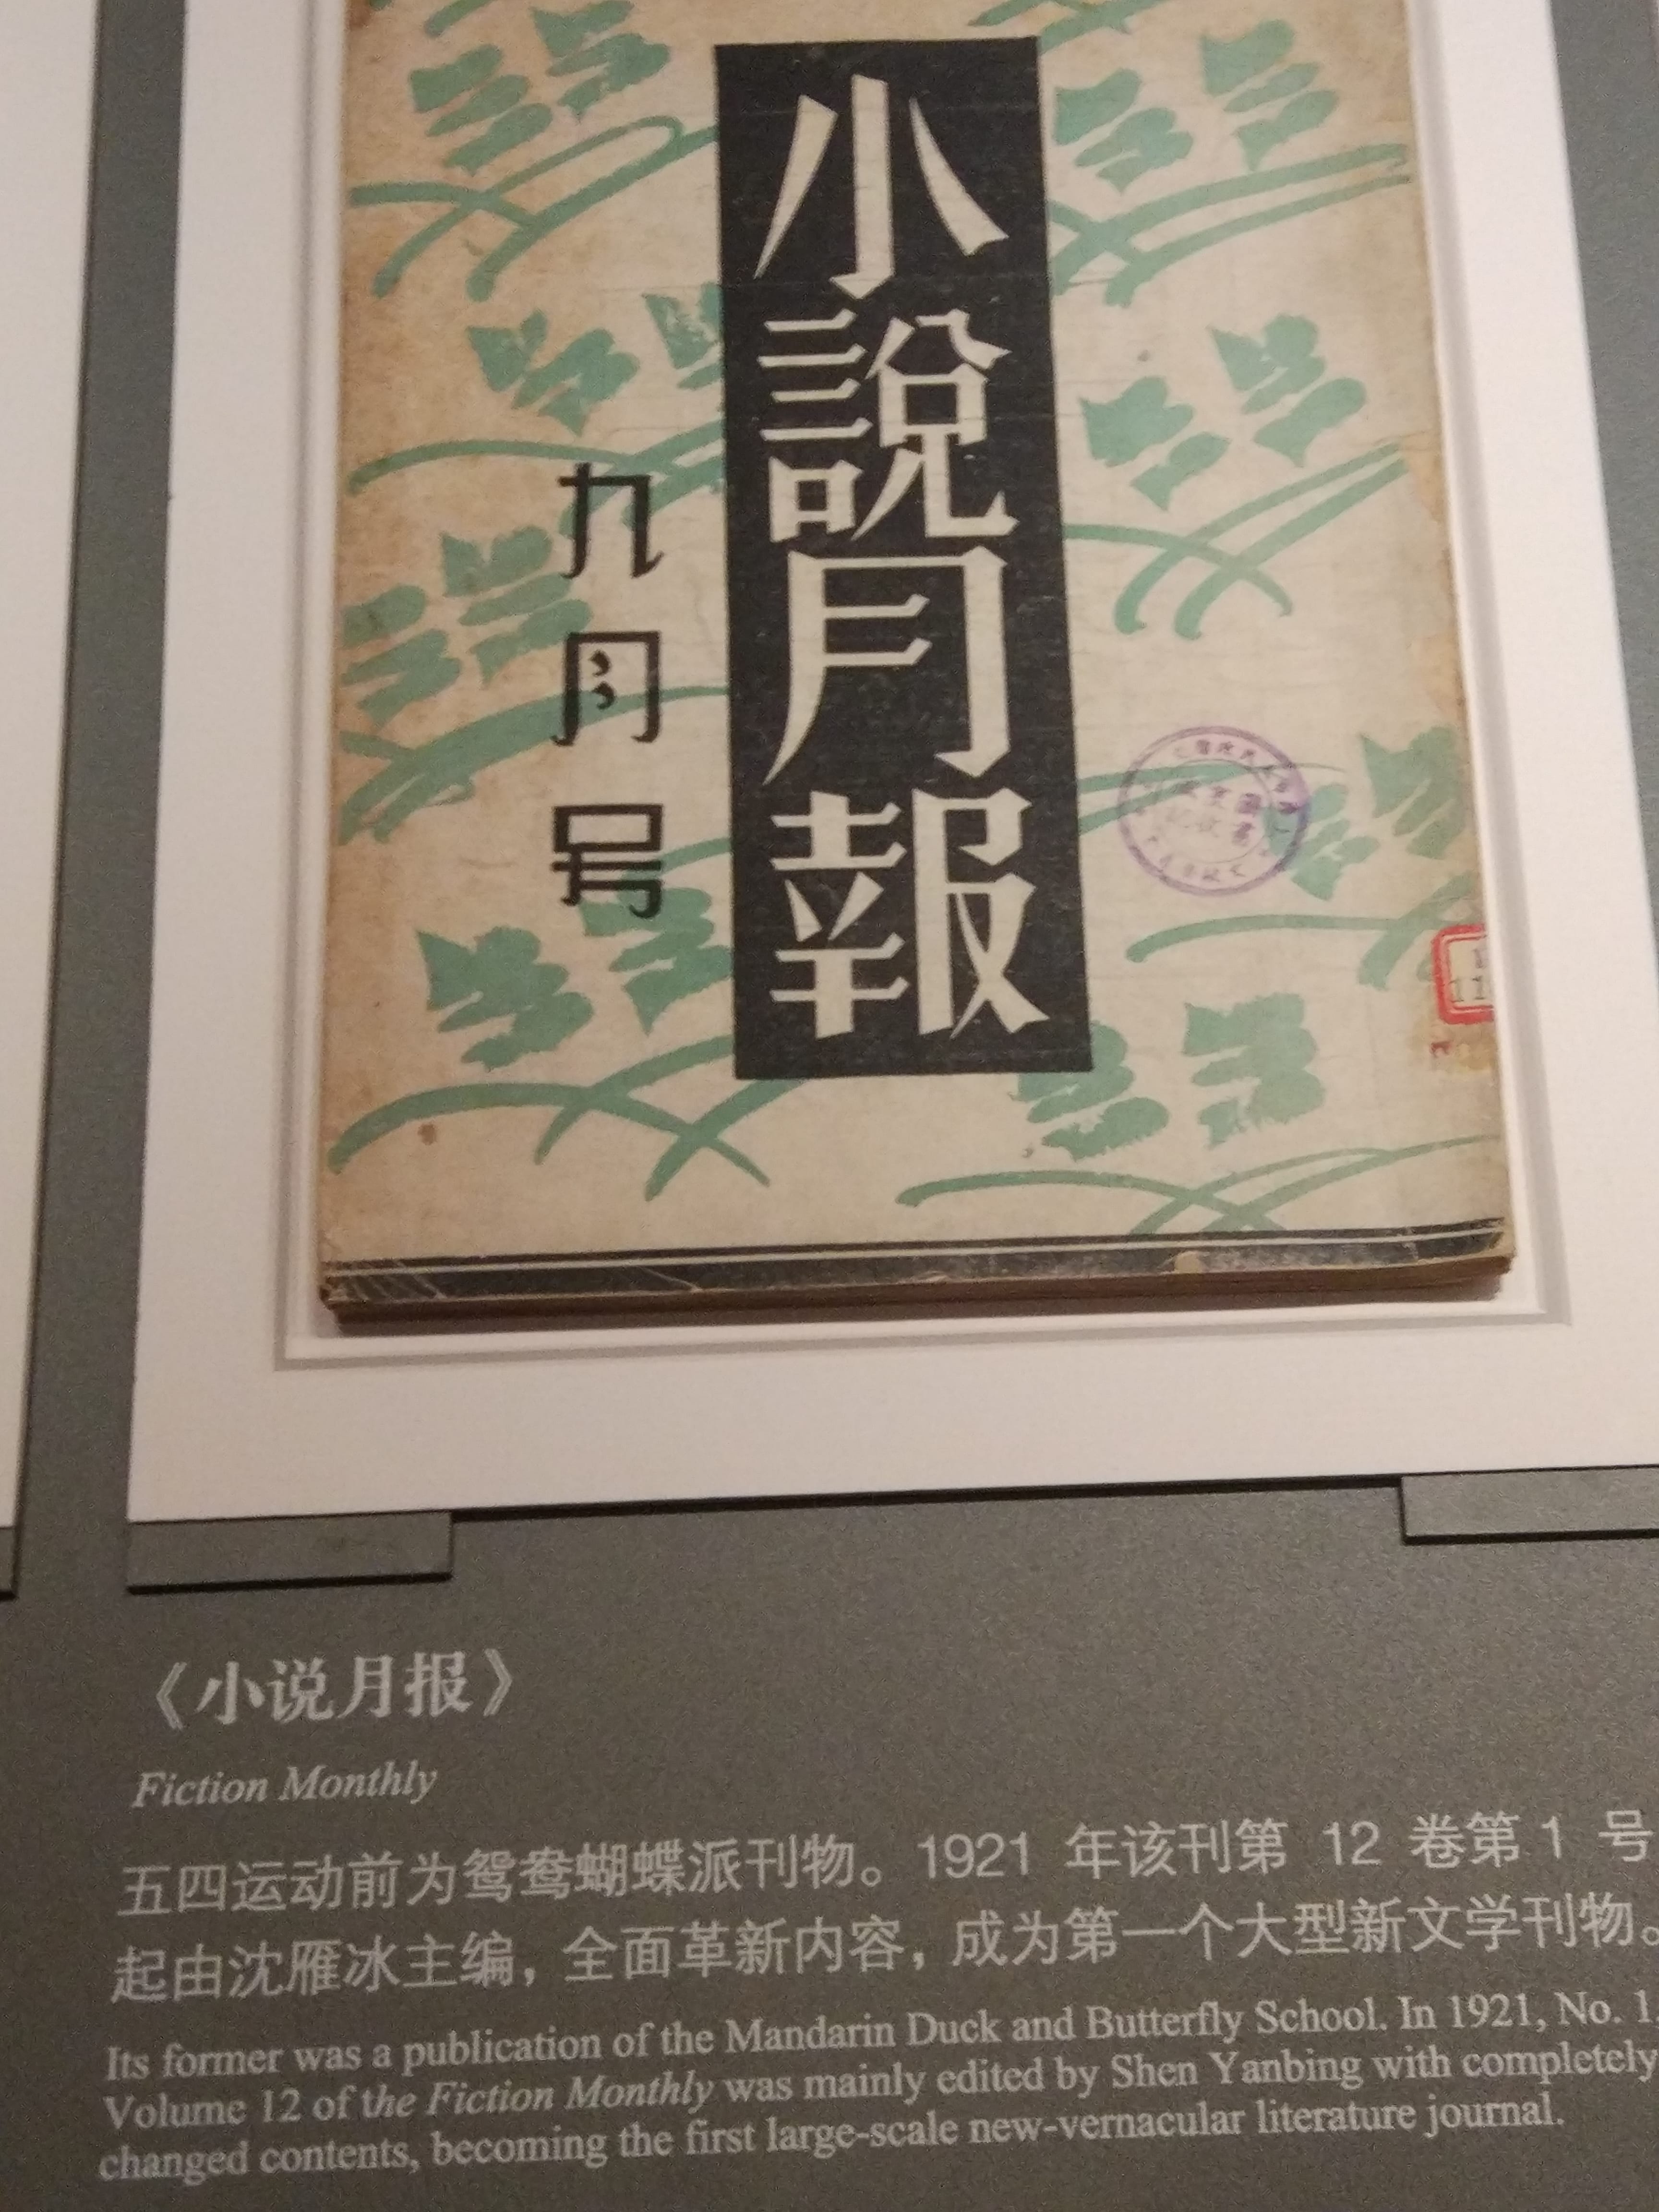 小說月報
九月号
11
《小说月报》
Fiction Monthly
五四运动前为鸳鸯蝴蝶派刊物。1921 年该刊第 12 卷第 1 号
起由沈雁冰主编，全面革新内容，成为第一个大型新文学刊物。
Its former was a publication of the Mandarin Duck and Butterfly School. In 1921, No. 1,
Volume 12 of the Fiction Monthly was mainly edited by Shen Yanbing with completely
changed contents, becoming the first large-scale new-vernacular literature journal.